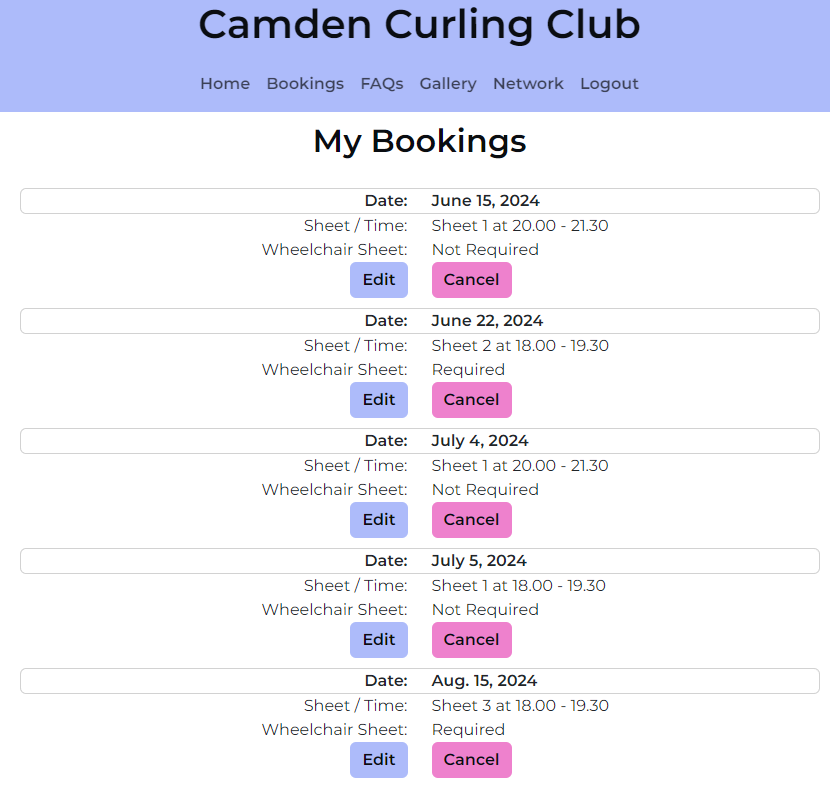 Camden Curling Club
Home Bookings FAQs Gallery Network Logout
My Bookings
Date: June 15, 2024
Sheet / Time: Sheet 1 at 20.00 - 21.30
Wheelchair Sheet: Not Required
Edit Cancel
Date: June 22, 2024
Sheet / Time: Sheet 2 at 18.00 - 19.30
Wheelchair Sheet: Required
Edit Cancel
Date: July 4, 2024
Sheet / Time: Sheet 1 at 20.00 - 21.30
Wheelchair Sheet: Not Required
Edit Cancel
Date: July 5, 2024
Sheet / Time: Sheet 1 at 18.00 - 19.30
Wheelchair Sheet: Not Required
Edit Cancel
Date: Aug. 15, 2024
Sheet / Time: Sheet 3 at 18.00 - 19.30
Wheelchair Sheet: Required
Edit Cancel